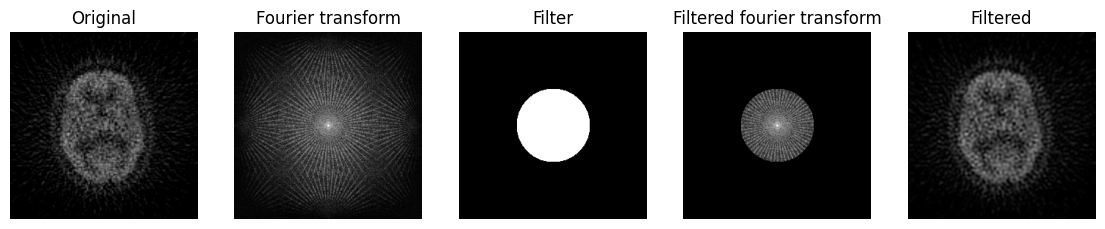 Original
Fourier transform
Filter
Filtered fourier transform
Filtered